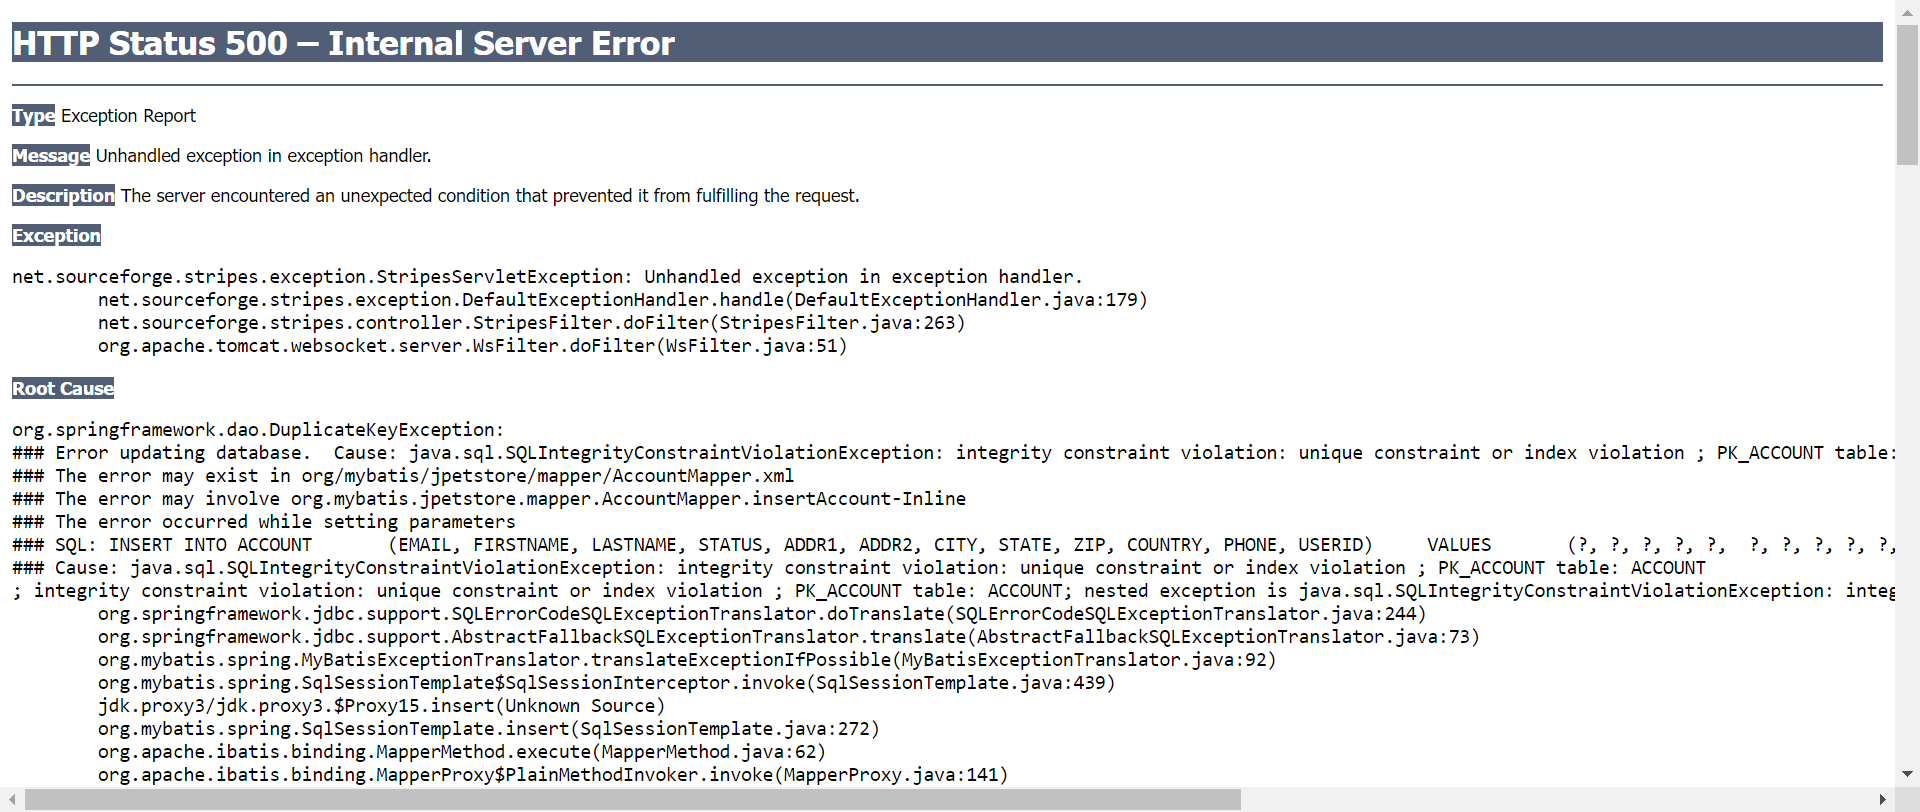 HTTP Status 500 – Internal Server Error
Type Exception Report
Message Unhandled exception in exception handler.
Description The server encountered an unexpected condition that prevented it from fulfilling the request.
Exception
net.sourceforge.stripes.exception.StripesServletException: Unhandled exception in exception handler.
net.sourceforge.stripes.exception.DefaultExceptionHandler.handle(DefaultExceptionHandler.java:179)
net.sourceforge.stripes.controller.StripesFilter.doFilter(StripesFilter.java:263)
org.apache.tomcat.websocket.server.WsFilter.doFilter(WsFilter.java:51)
Root Cause
org.springframework.dao.DuplicateKeyException:
### Error updating database.  Cause: java.sql.SQLIntegrityConstraintViolationException: integrity constraint violation: unique constraint or index violation ; PK_ACCOUNT table:
### The error may exist in org/mybatis/jpetstore/mapper/AccountMapper.xml
### The error may involve org.mybatis.jpetstore.mapper.AccountMapper.insertAccount-Inline
### The error occurred while setting parameters
### SQL: INSERT INTO ACCOUNT       (EMAIL, FIRSTNAME, LASTNAME, STATUS, ADDR1, ADDR2, CITY, STATE, ZIP, COUNTRY, PHONE, USERID)     VALUES       (?, ?, ?, ?, ?,  ?, ?, ?, ?, ?,
### Cause: java.sql.SQLIntegrityConstraintViolationException: integrity constraint violation: unique constraint or index violation ; PK_ACCOUNT table: ACCOUNT
; integrity constraint violation: unique constraint or index violation ; PK_ACCOUNT table: ACCOUNT; nested exception is java.sql.SQLIntegrityConstraintViolationException: integ
org.springframework.jdbc.support.SQLErrorCodeSQLExceptionTranslator.doTranslate(SQLErrorCodeSQLExceptionTranslator.java:244)
org.springframework.jdbc.support.AbstractFallbackSQLExceptionTranslator.translate(AbstractFallbackSQLExceptionTranslator.java:73)
org.mybatis.spring.MyBatisExceptionTranslator.translateExceptionIfPossible(MyBatisExceptionTranslator.java:92)
org.mybatis.spring.SqlSessionTemplate$SqlSessionInterceptor.invoke(SqlSessionTemplate.java:439)
jdk.proxy3/jdk.proxy3.$Proxy15.insert(Unknown Source)
org.mybatis.spring.SqlSessionTemplate.insert(SqlSessionTemplate.java:272)
org.apache.ibatis.binding.MapperMethod.execute(MapperMethod.java:62)
org.apache.ibatis.binding.MapperProxy$PlainMethodInvoker.invoke(MapperProxy.java:141)